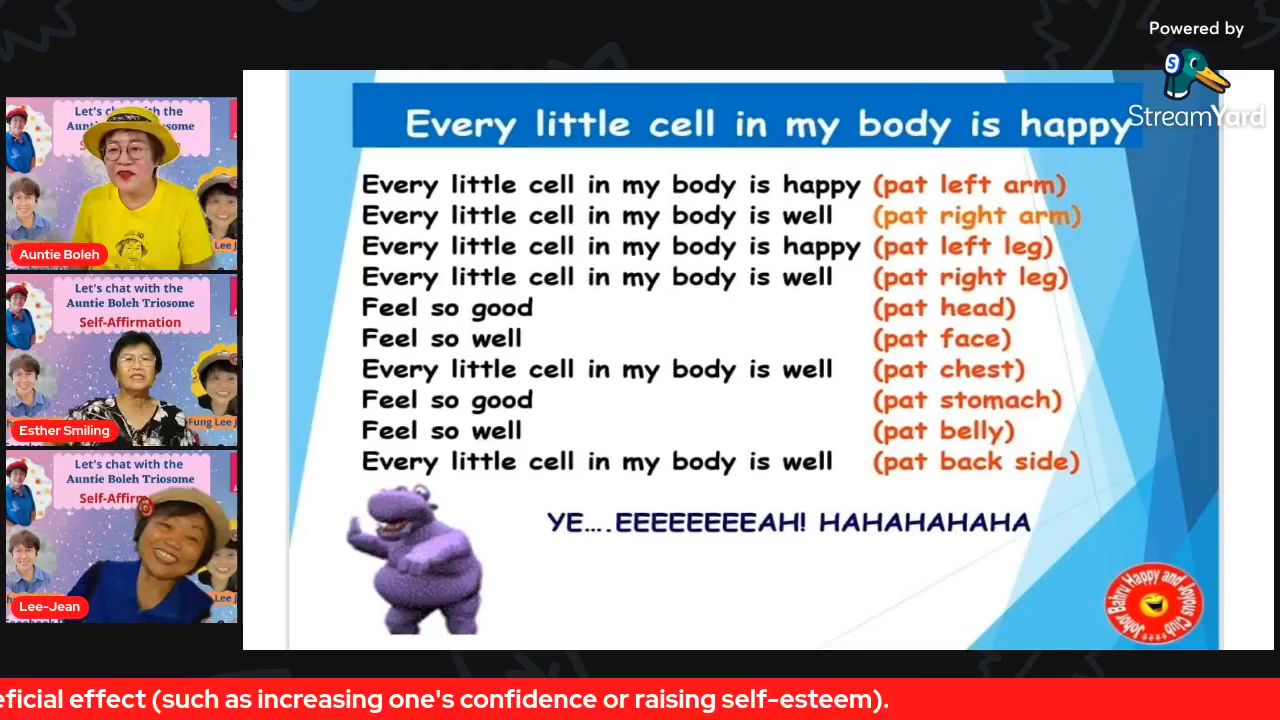 Powered by
StreamYard
Let's ch th the
Auntie Boleh
Lee J
Let's chat with the
Auntie Boleh Triosome
Self-Affirmation
Esther Smiling
Fung Lee J
Let's chat with the
Auntie Boleh Triosome
Self-Affirm
Lee-Jean
Lee J
Every little cell in my body is happy
Every little cell in my body is happy (pat left arm)
Every little cell in my body is well (pat right arm)
Every little cell in my body is happy (pat left leg)
Every little cell in my body is well (pat right leg)
Feel so good (pat head)
Feel so well (pat face)
Every little cell in my body is well (pat chest)
Feel so good (pat stomach)
Feel so well (pat belly)
Every little cell in my body is well (pat back side)
YE....EEEEEEEEAH! HAHAHAHAHA
Johor Bahru Happy and Joyous Club
eficial effect (such as increasing one's confidence or raising self-esteem).